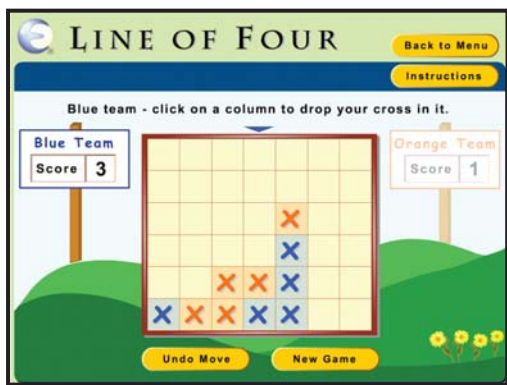 LINE OF FOUR
Back to Menu
Instructions
Blue team - click on a column to drop your cross in it.
Blue Team
Score 3
Orange Team
Score 1
Undo Move
New Game